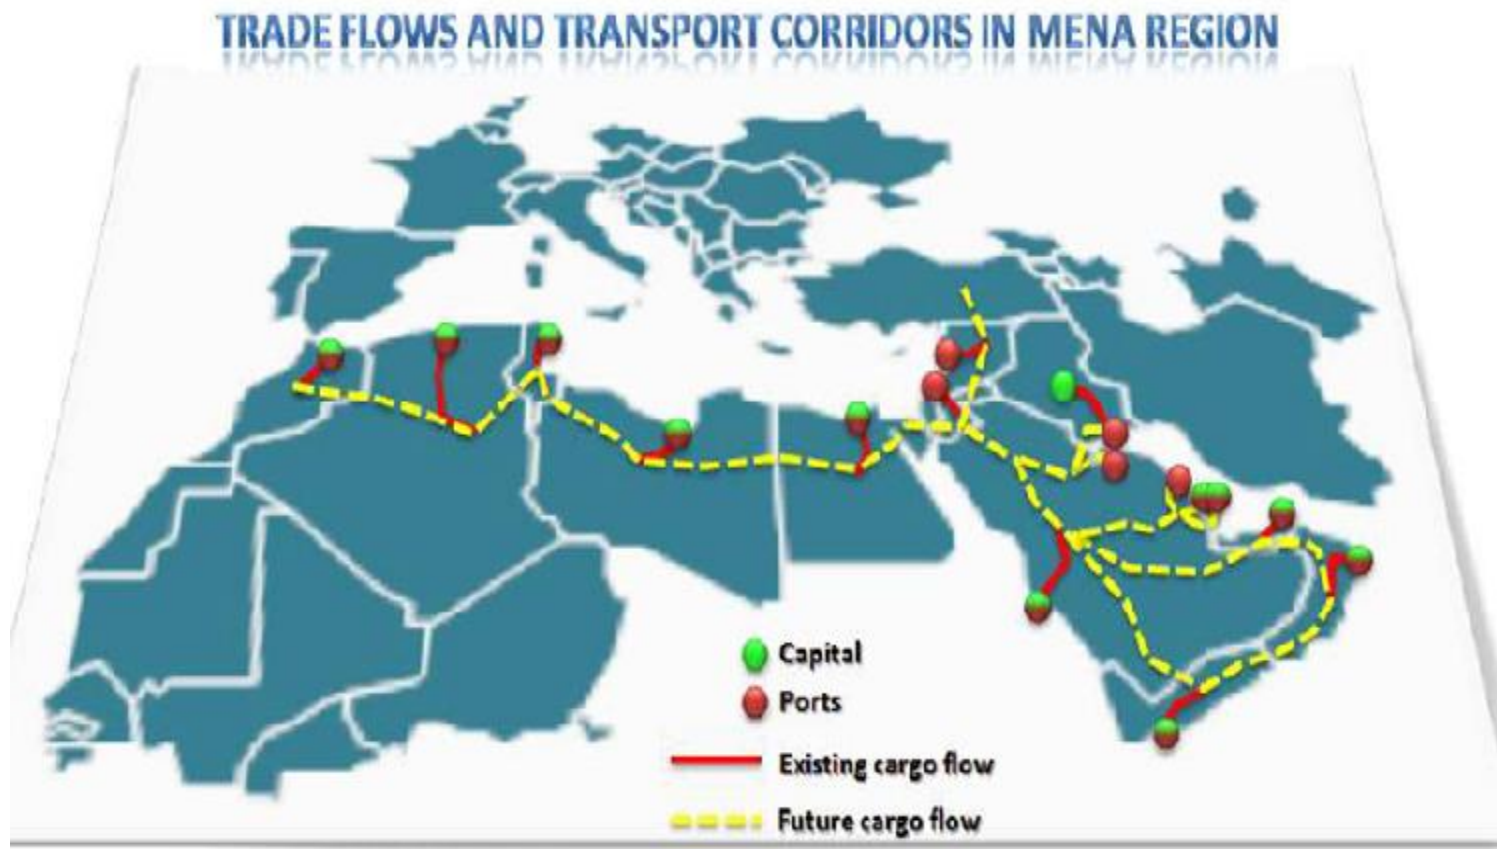 TRADE FLOWS AND TRANSPORT CORRIDORS IN MENA REGION
Capital
Ports
Existing cargo flow
Future cargo flow